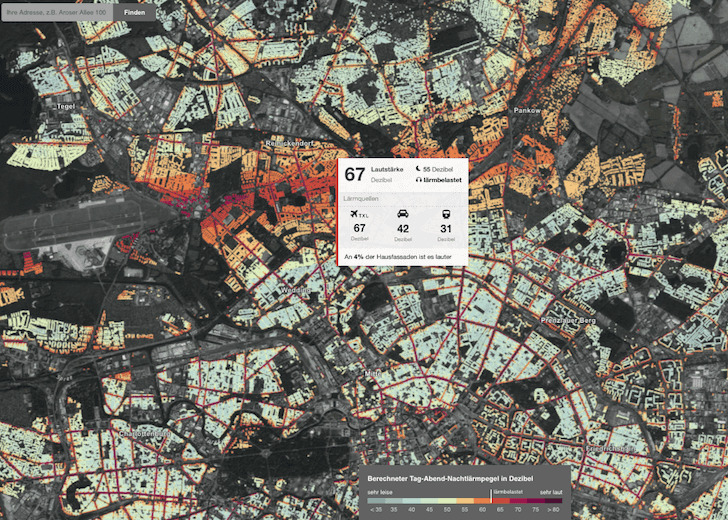 Ihre Adresse, z.B. Aroser Allee 100 Finden
Tegel
Pankow
Reinickendorf
67 Lautstärke 55 Dezibel
Dezibel lärmbelastet
Lärmquellen
TXL
67 42 31
Dezibel Dezibel Dezibel
An 4% der Hausfassaden ist es lauter
Wedding
Prenzlauer Berg
Mitte
Charlottenburg
Friedrichshain
Berechneter Tag-Abend-Nachtlärmpegel in Dezibel
sehr leise lärmbelastet sehr laut
< 35 35 40 45 50 55 60 65 70 75 > 80